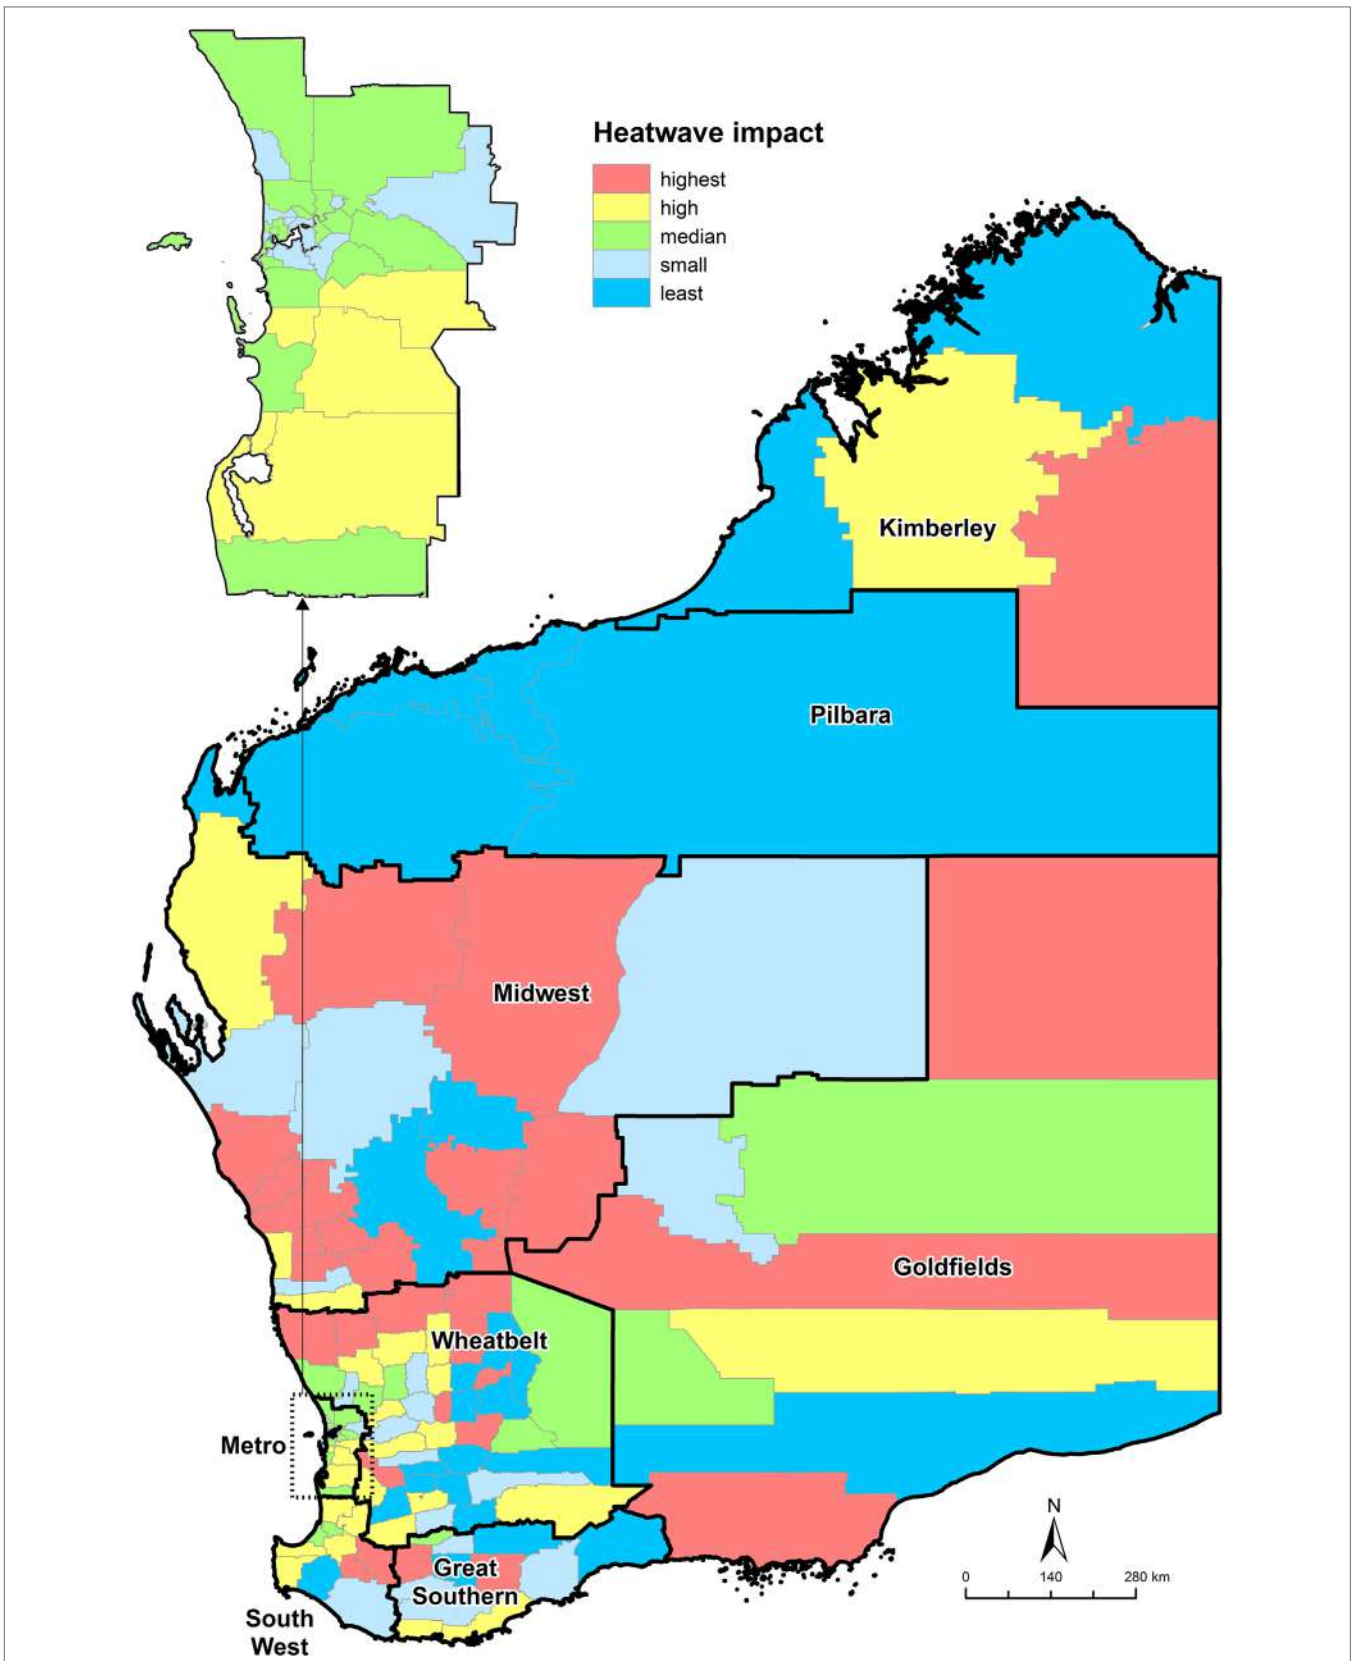 Heatwave impact
highest
high
median
small
least
Kimberley
Pilbara
Midwest
Goldfields
Wheatbelt
Metro
Great
Southern
South
West
N
0 140 280 km